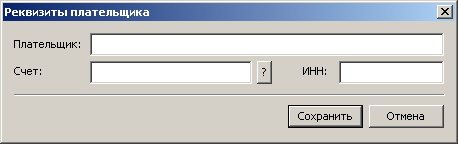 Реквизиты плательщика
Плательщик:
Счет: ? ИНН:
Сохранить Отмена